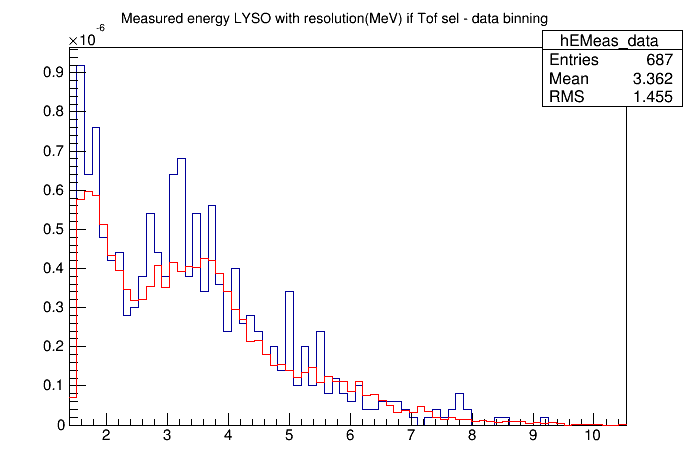 Measured energy LYSO with resolution(MeV) if Tof sel - data binning
×10-6
hEMeas_data
Entries 687
Mean 3.362
RMS 1.455
0.9
0.8
0.7
0.6
0.5
0.4
0.3
0.2
0.1
0
2 3 4 5 6 7 8 9 10